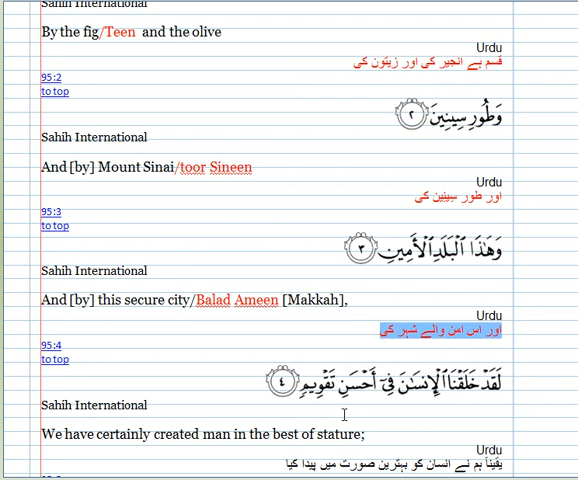 Sahih International
By the fig/Teen and the olive
Urdu
قسم ہے انجیر کی اور زیتون کی
95:2
to top
وَطُورِ سِينِينَ ٢
Sahih International
And [by] Mount Sinai/toor Sineen
Urdu
اور طور سینین کی
95:3
to top
وَهَٰذَا ٱلْبَلَدِ ٱلْأَمِينِ ٣
Sahih International
And [by] this secure city/Balad Ameen [Makkah],
Urdu
اور اس امن والے شہر کی
95:4
to top
لَقَدْ خَلَقْنَا ٱلْإِنسَٰنَ فِىٓ أَحْسَنِ تَقْوِيمٍ ٤
Sahih International
We have certainly created man in the best of stature;
Urdu
یقیناً ہم نے انسان کو بہترین صورت میں پیدا کیا